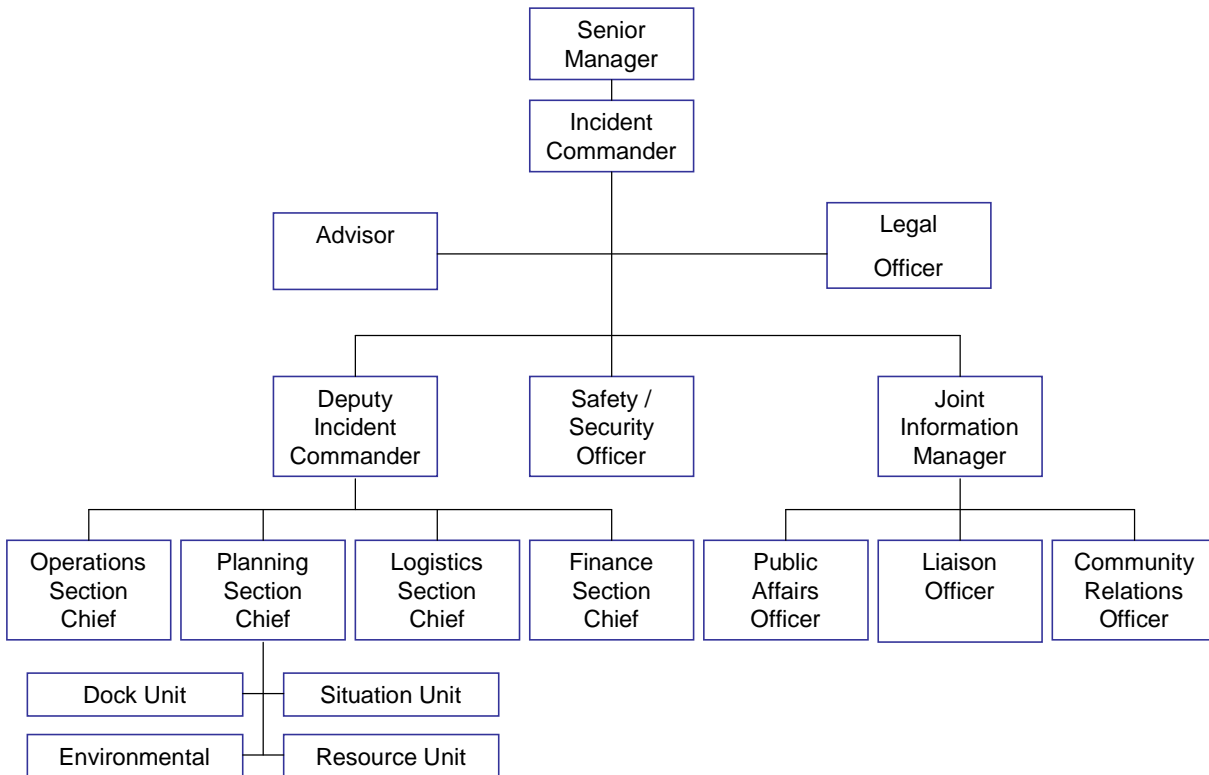 Senior
Manager
Incident
Commander
Advisor
Legal
Officer
Deputy
Incident
Commander
Safety /
Security
Officer
Joint
Information
Manager
Operations
Section
Chief
Planning
Section
Chief
Logistics
Section
Chief
Finance
Section
Chief
Public
Affairs
Officer
Liaison
Officer
Community
Relations
Officer
Dock Unit
Situation Unit
Environmental
Resource Unit